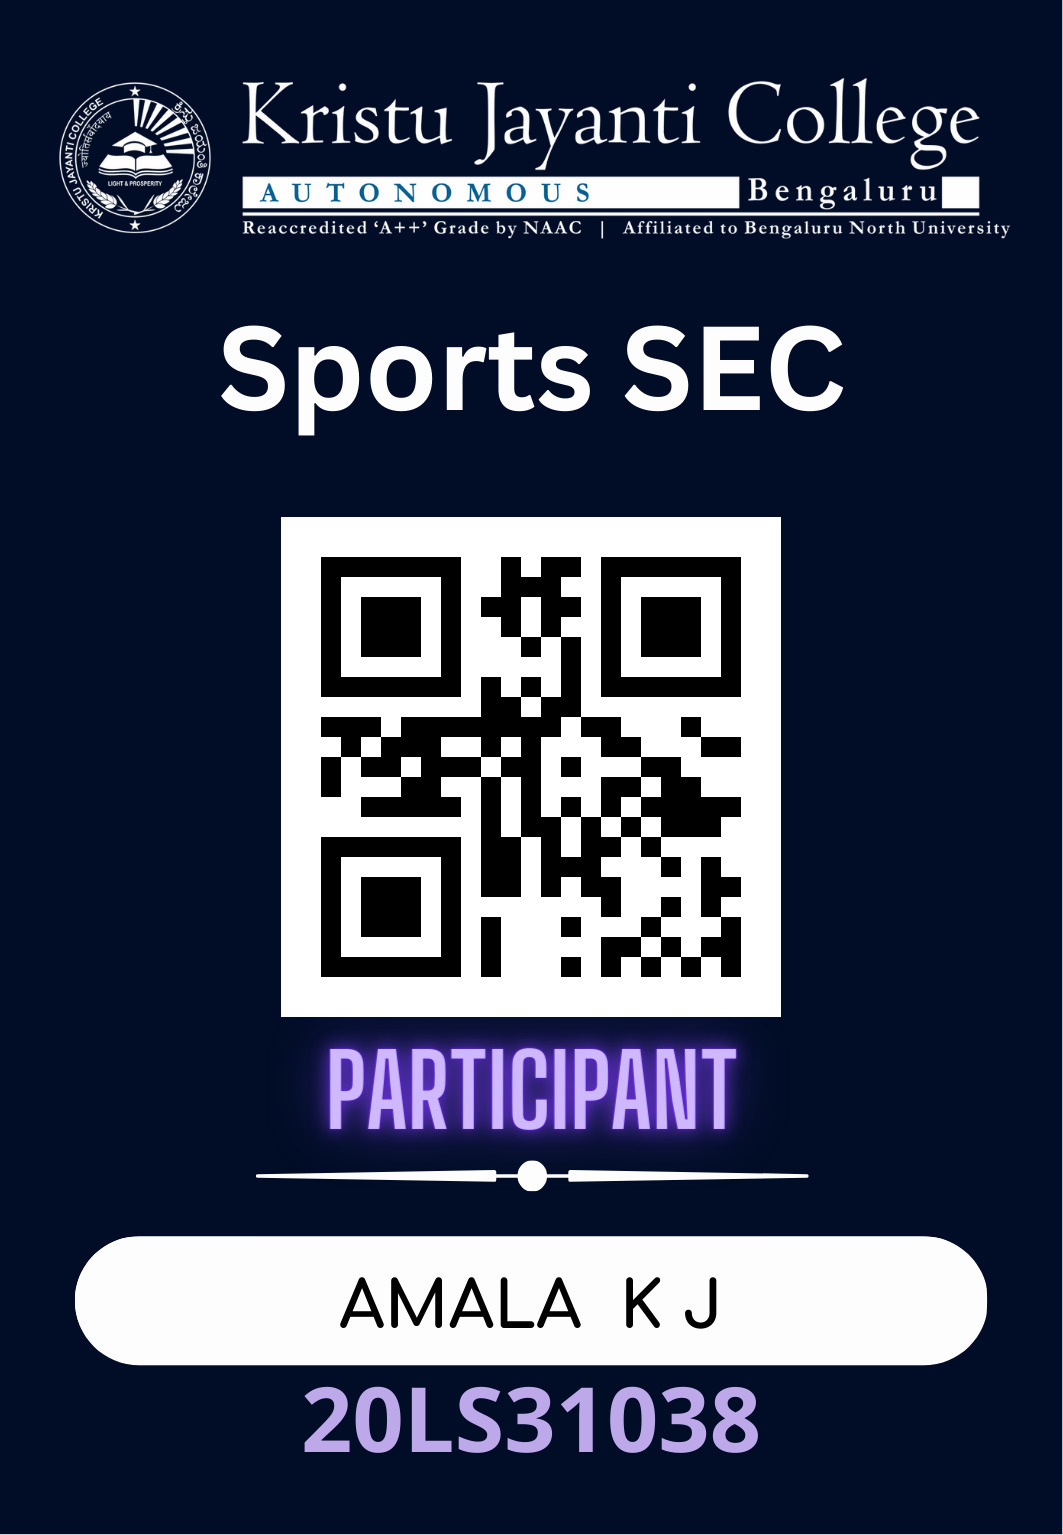 KRISTU JAYANTI COLLEGE
ಕ್ರಿಸ್ತು ಜಯಂತಿ ಕಾಲೇಜು
LIGHT & PROSPERITY
Kristu Jayanti College
AUTONOMOUS Bengaluru
Reaccredited ‘A++’ Grade by NAAC | Affiliated to Bengaluru North University
Sports SEC
PARTICIPANT
AMALA K J
20LS31038